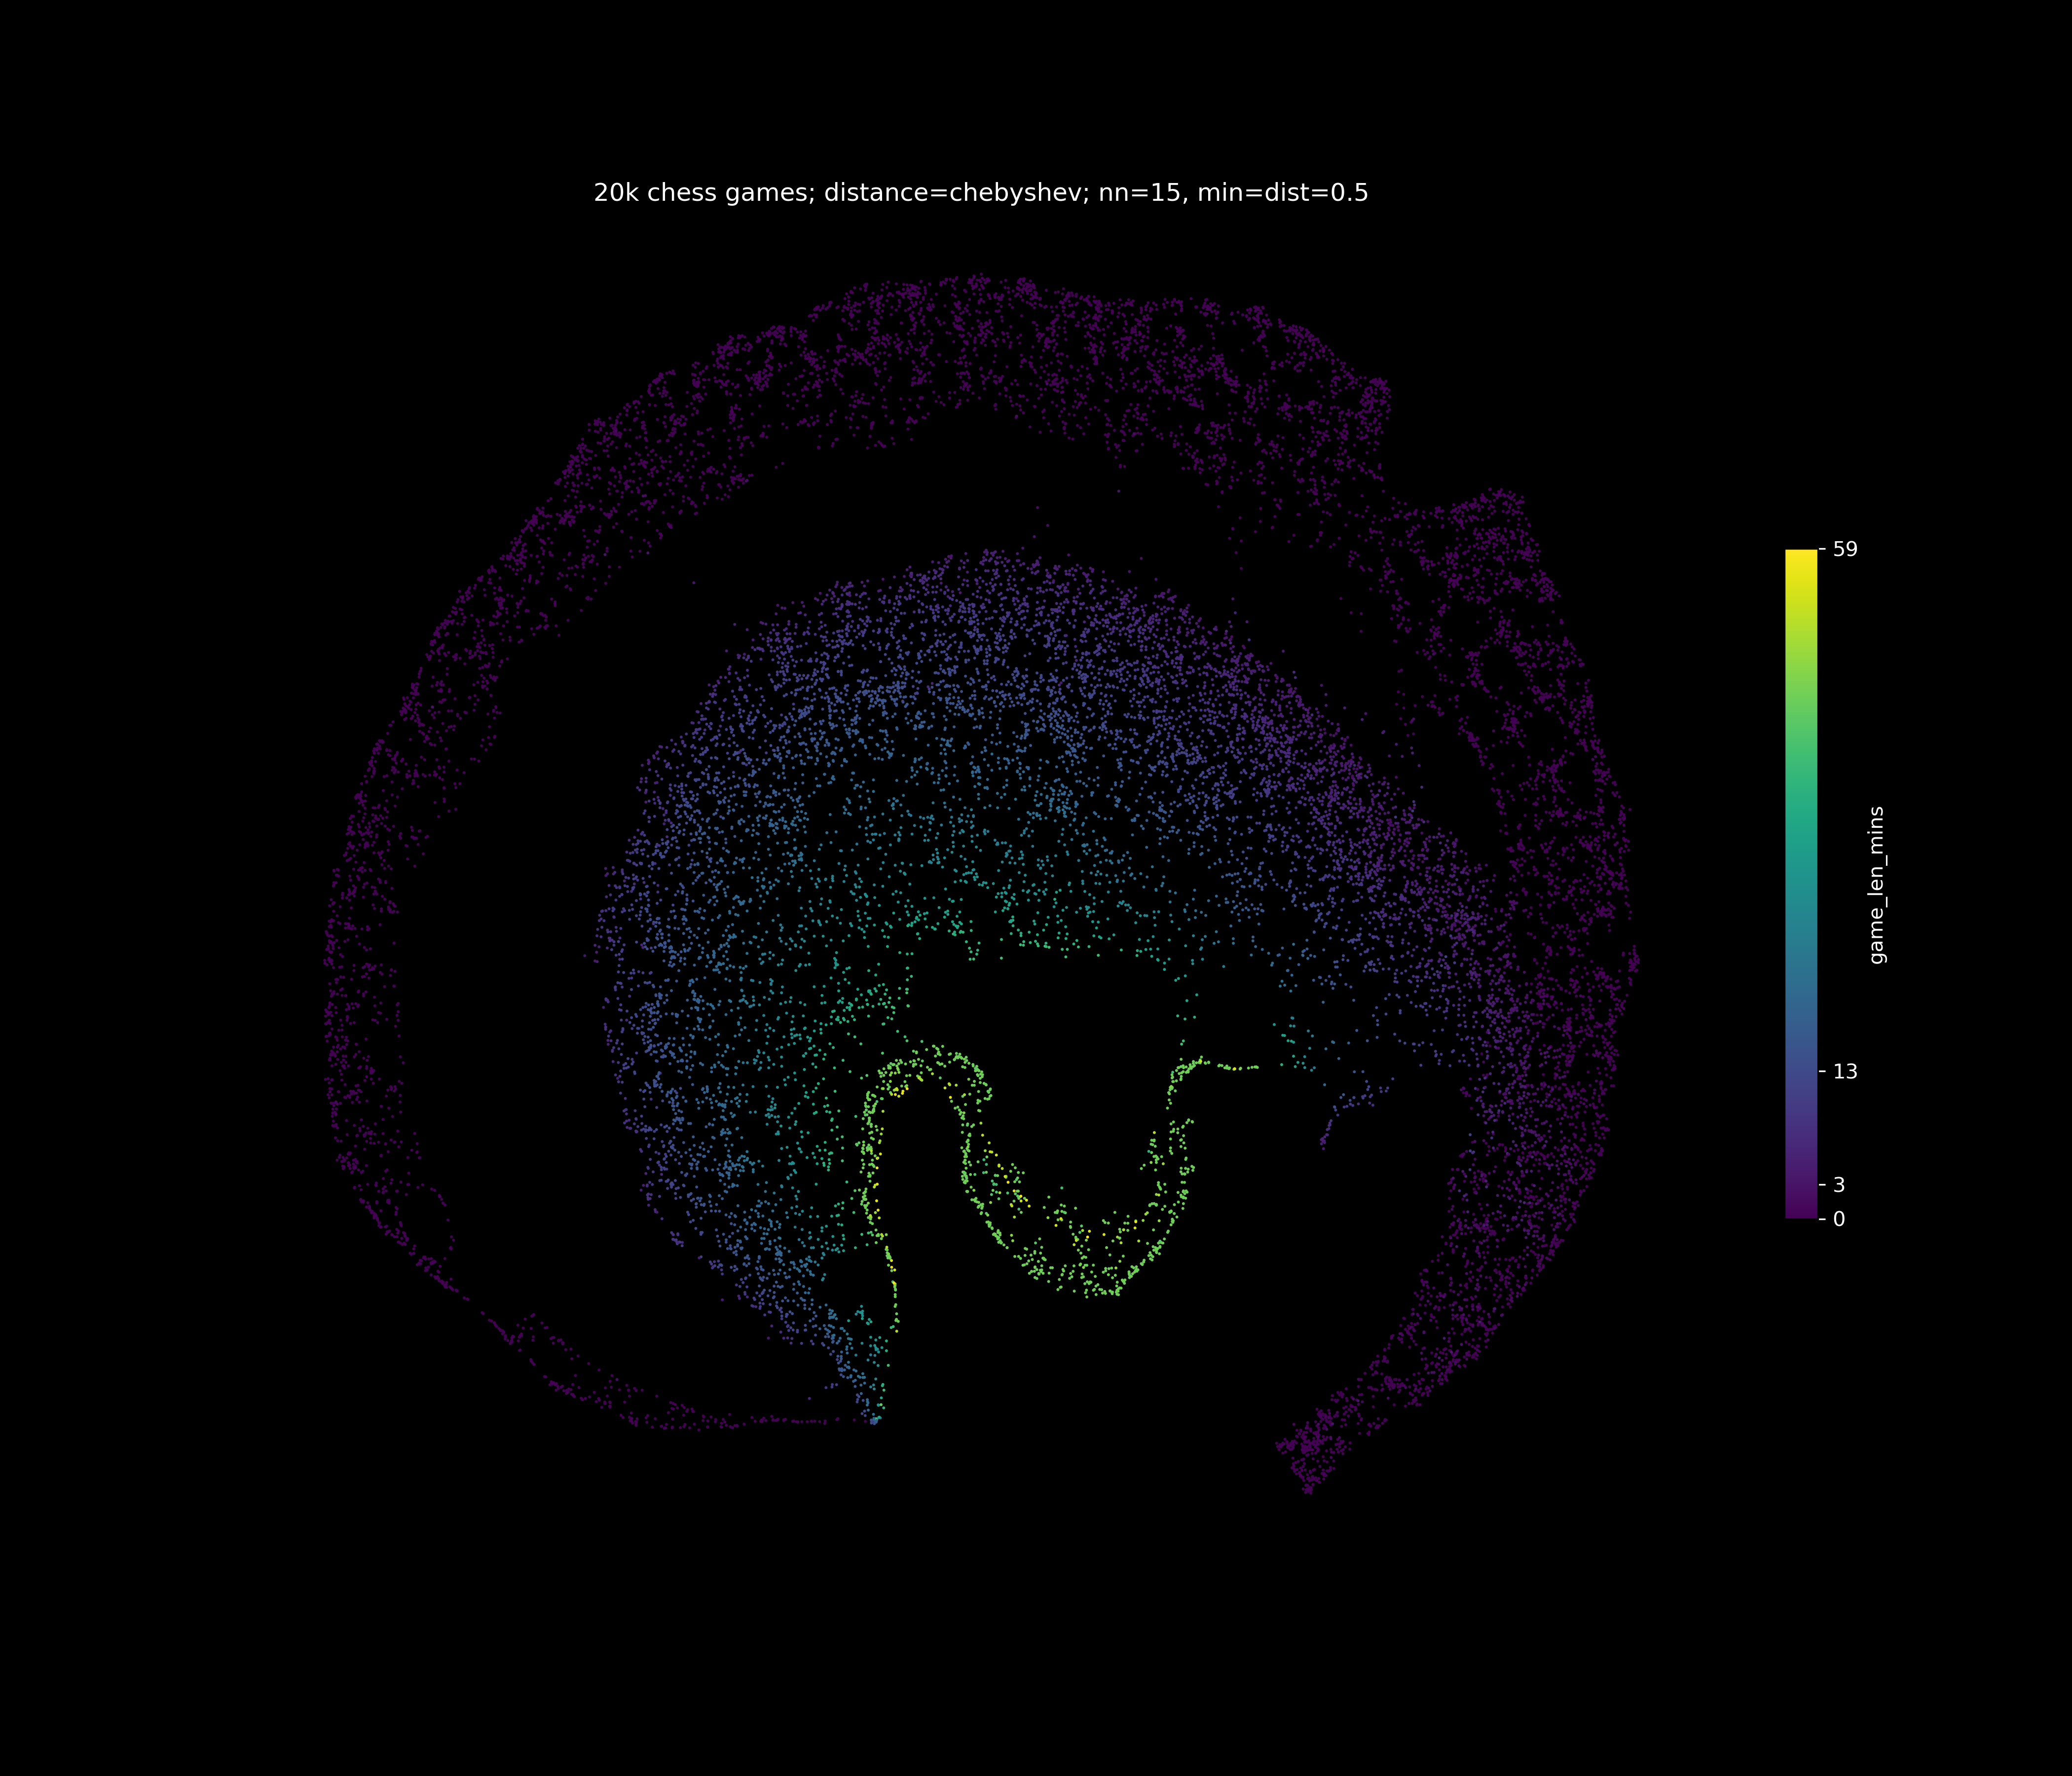 20k chess games; distance=chebyshev; nn=15, min=dist=0.5
59
13
3
0
game_len_mins